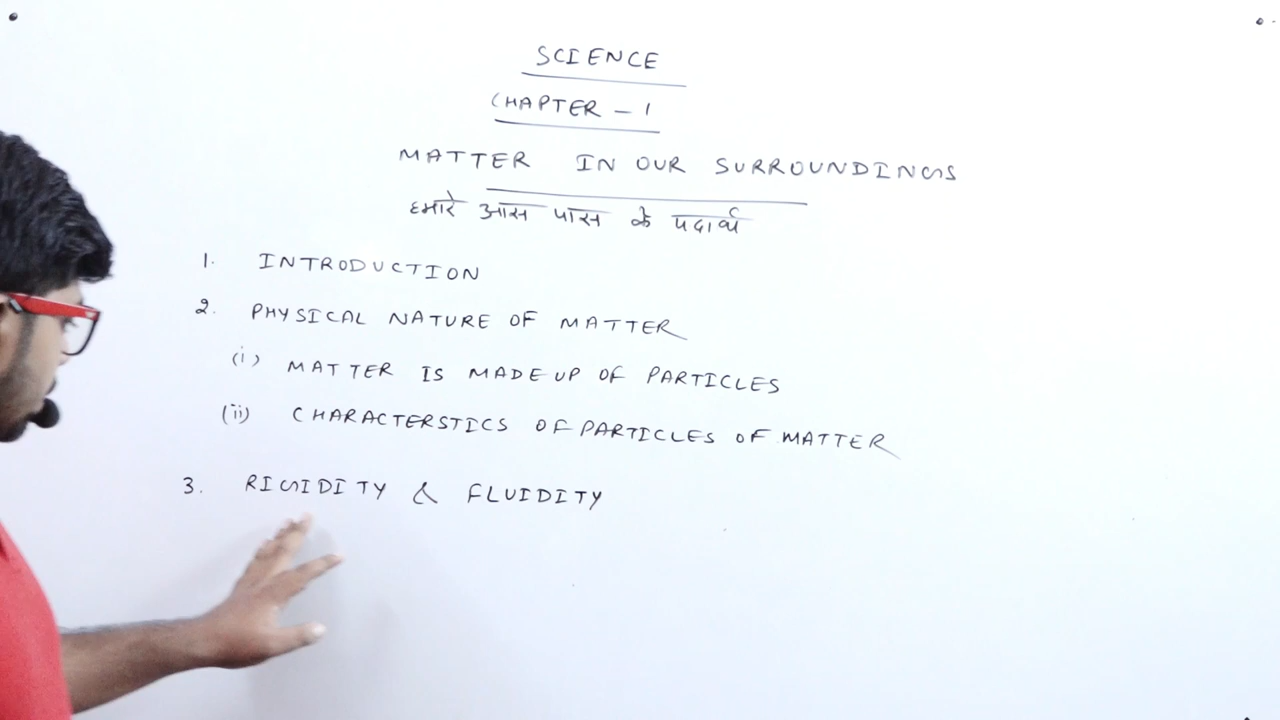 SCIENCE
CHAPTER - 1
MATTER IN OUR SURROUNDINGS
हमारे आस पास के पदार्थ
1. INTRODUCTION
2. PHYSICAL NATURE OF MATTER
(i) MATTER IS MADE UP OF PARTICLES
(ii) CHARACTERSTICS OF PARTICLES OF MATTER
3. RIGIDITY & FLUIDITY